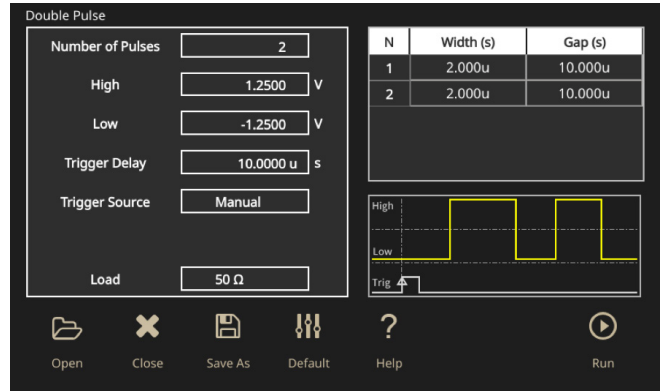 Double Pulse
Number of Pulses 2
High 1.2500 V
Low -1.2500 V
Trigger Delay 10.0000 u s
Trigger Source Manual
Load 50 Ω
N Width (s) Gap (s)
1 2.000u 10.000u
2 2.000u 10.000u
High
Low
Trig
Open Close Save As Default Help Run